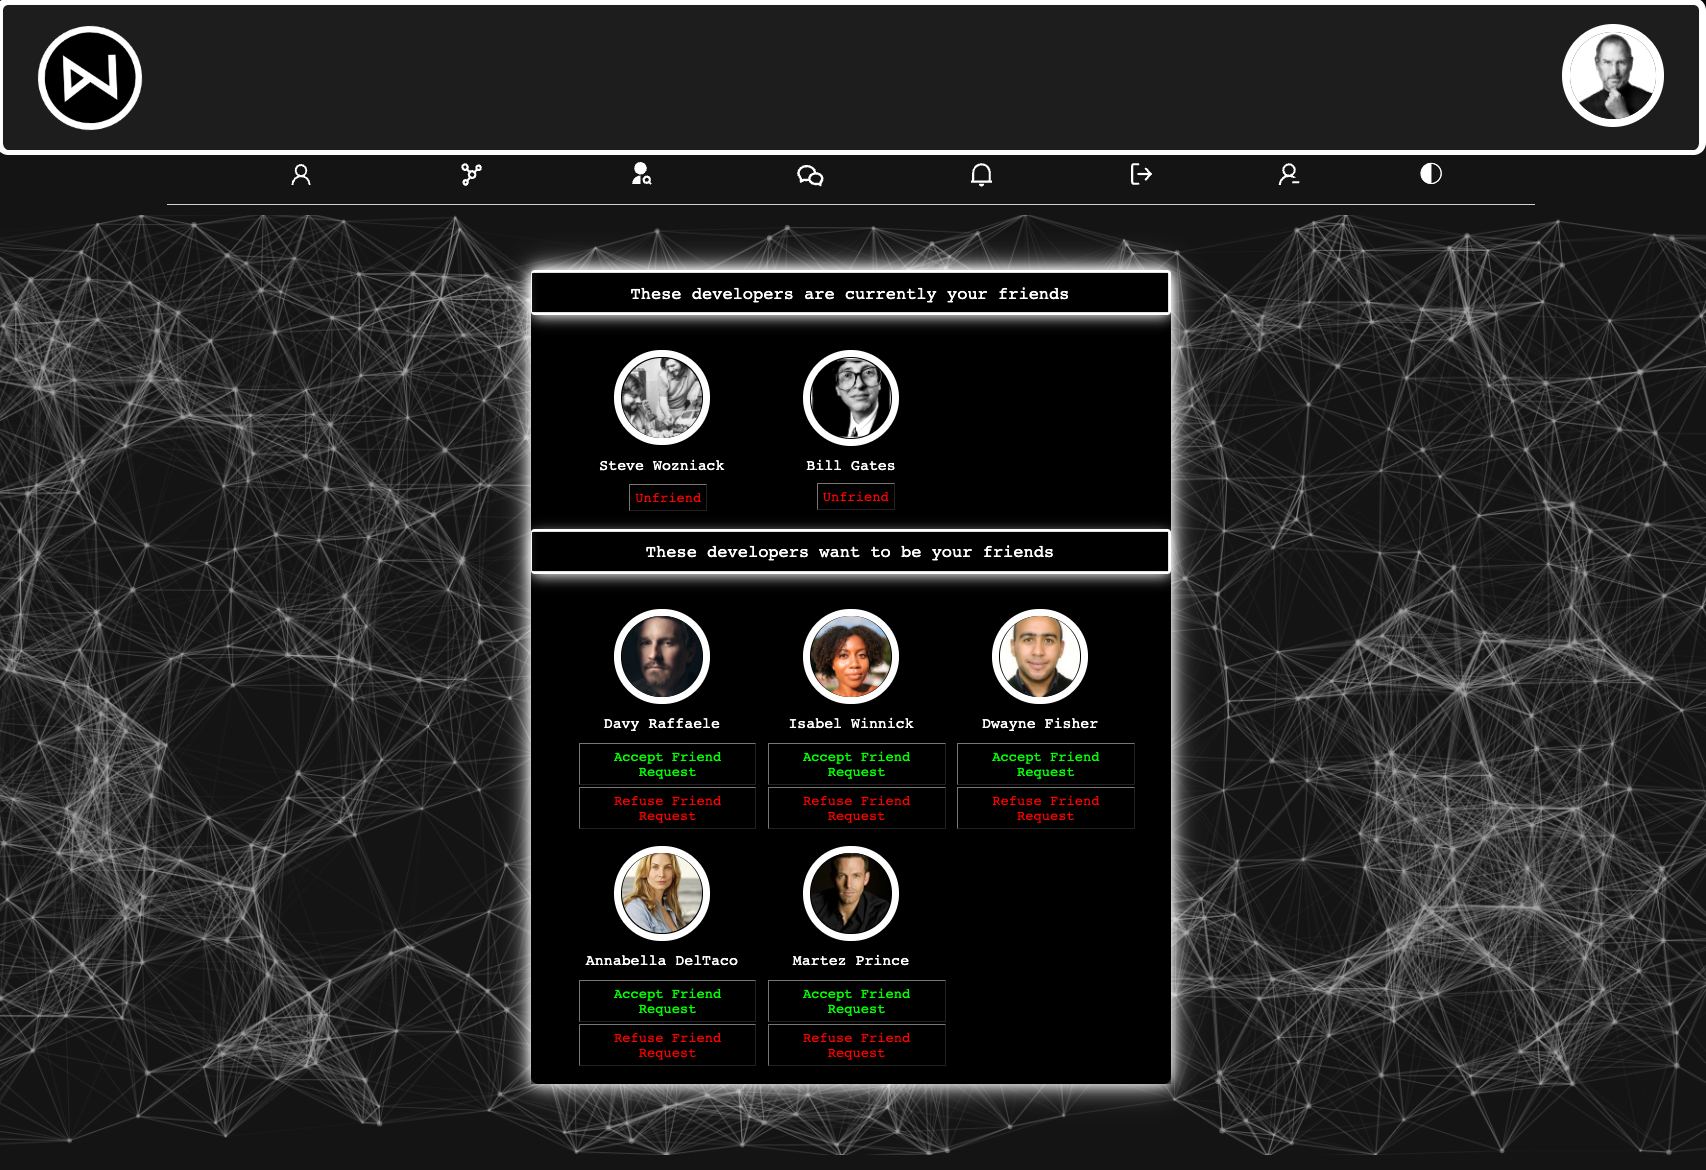 These developers are currently your friends
Steve Wozniack
Bill Gates
Unfriend
Unfriend
These developers want to be your friends
Davy Raffaele
Isabel Winnick
Dwayne Fisher
Accept Friend
Request
Accept Friend
Request
Accept Friend
Request
Refuse Friend
Request
Refuse Friend
Request
Refuse Friend
Request
Annabella DelTaco
Martez Prince
Accept Friend
Request
Accept Friend
Request
Refuse Friend
Request
Refuse Friend
Request